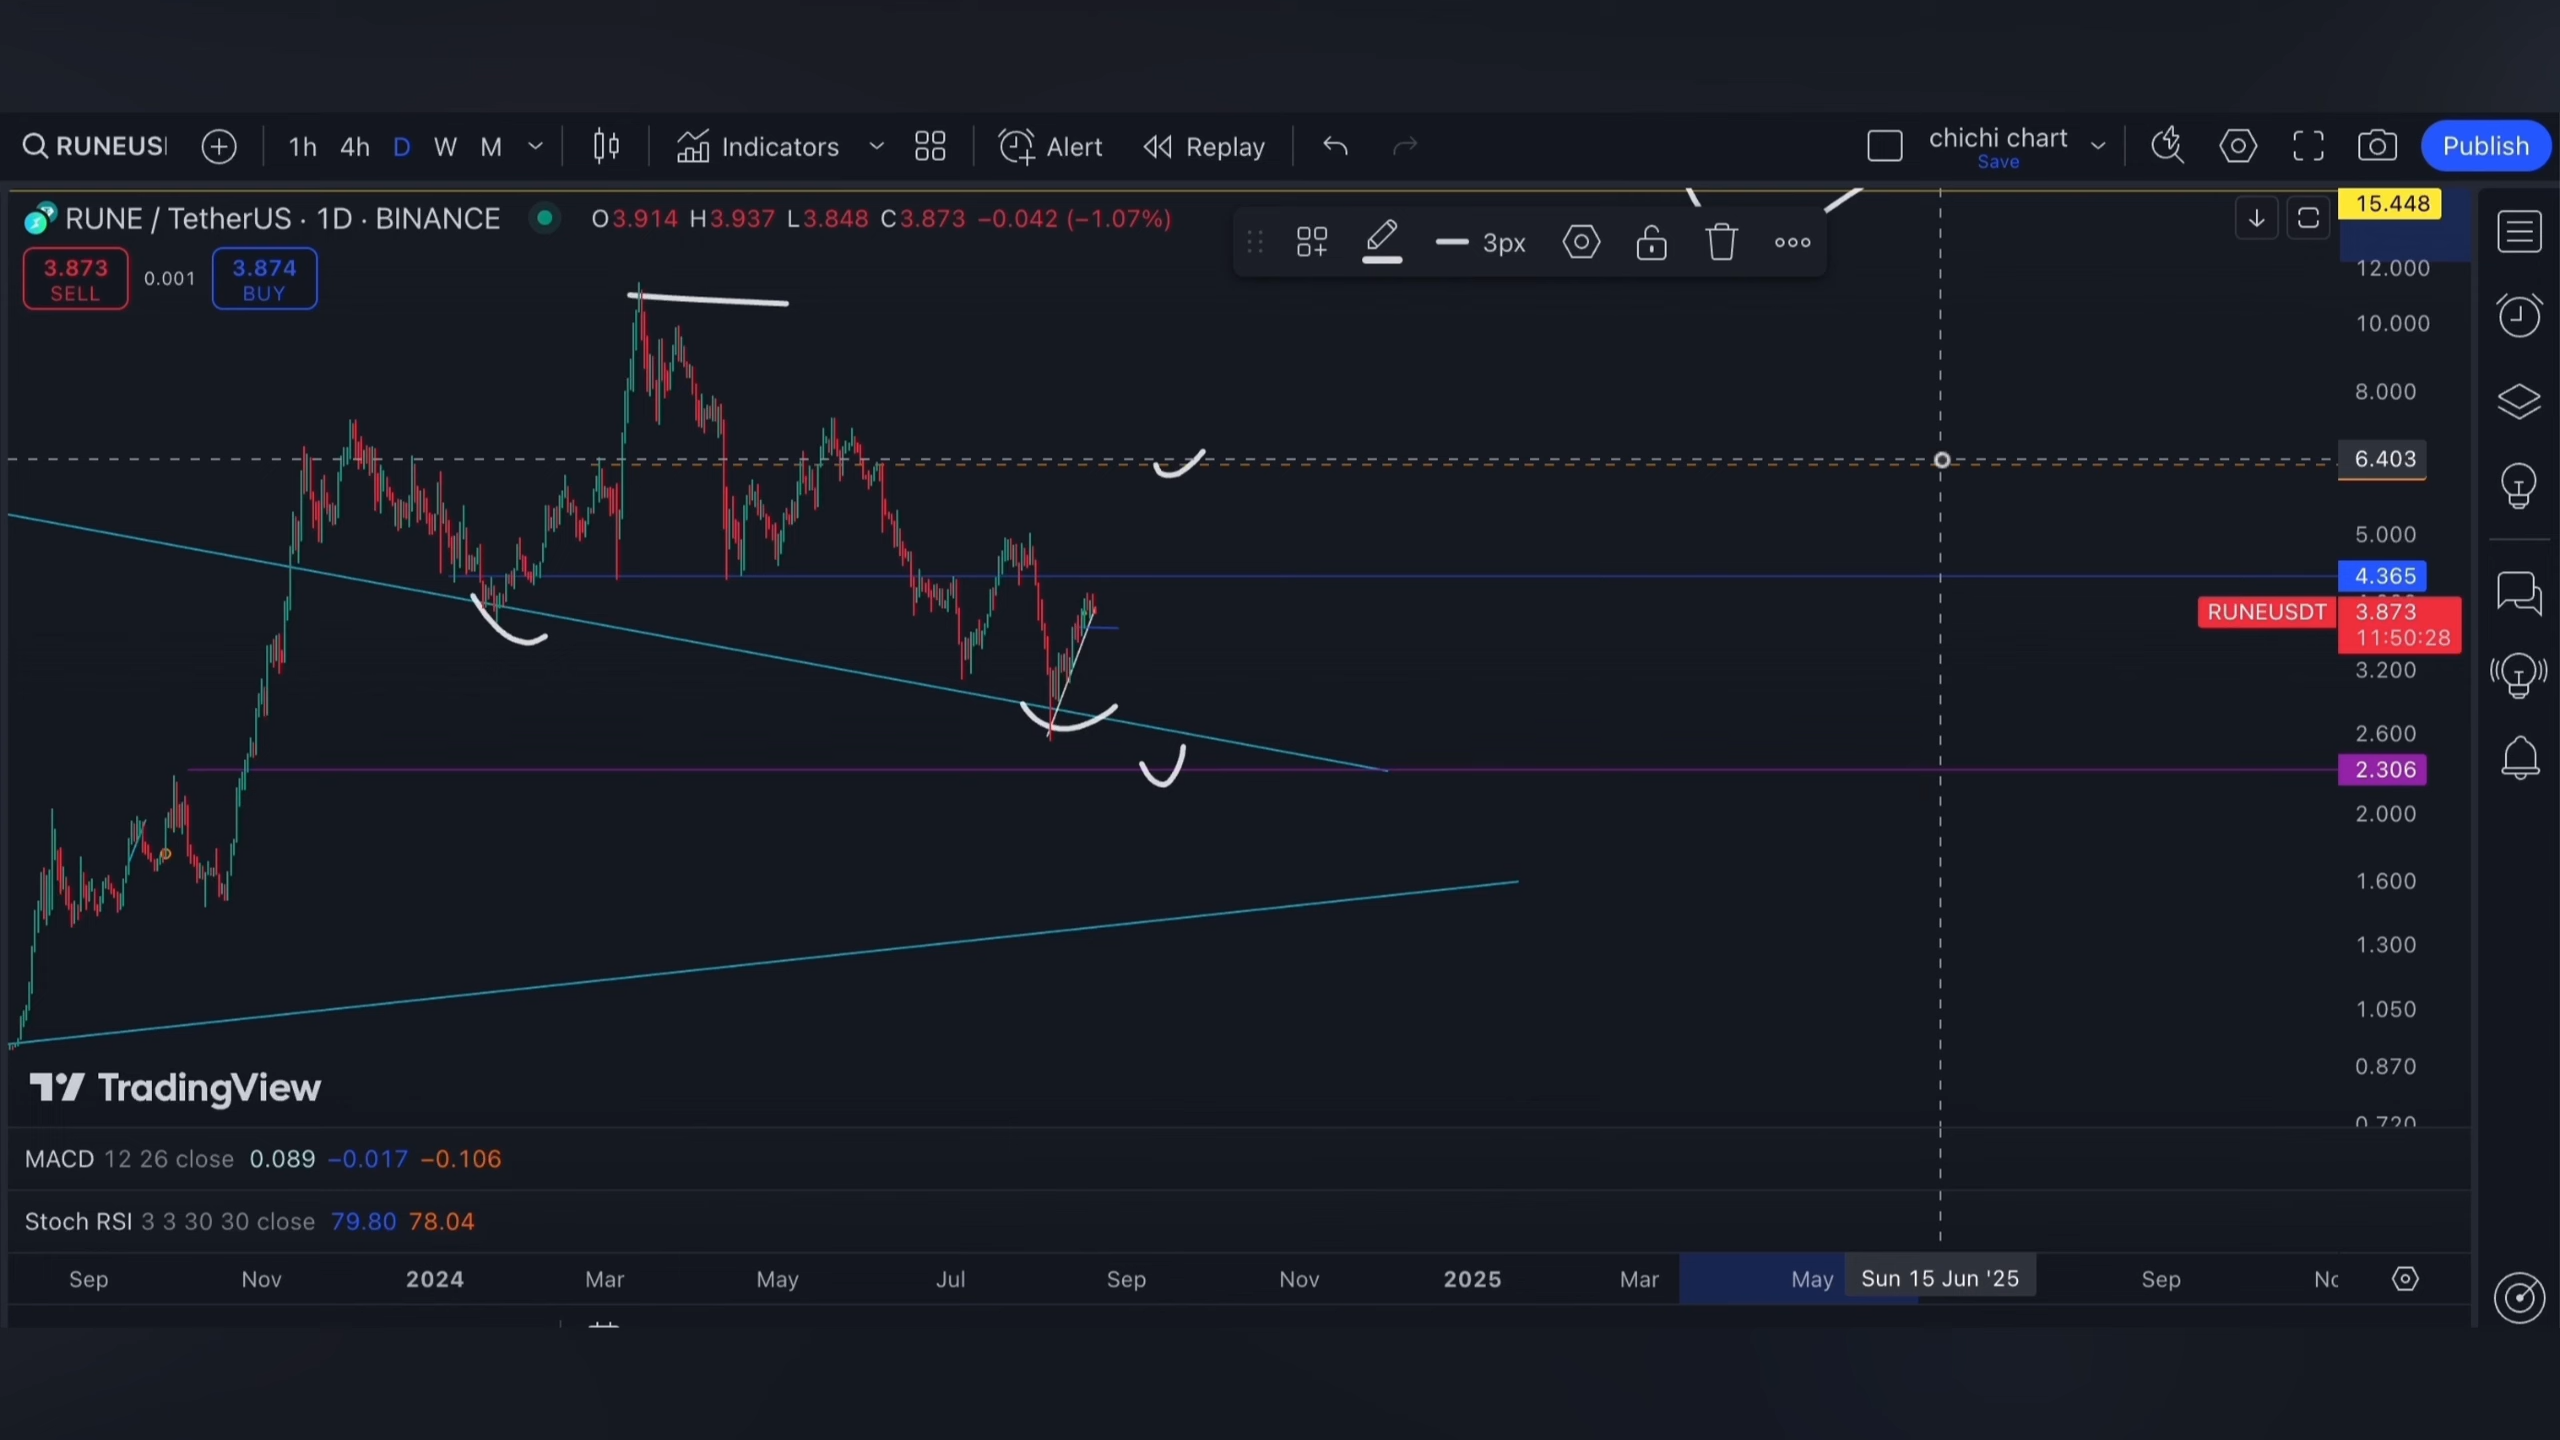 RUNEUS 1h 4h D W M Indicators Alert Replay chichi chart Save Publish
RUNE / TetherUS · 1D · BINANCE O3.914 H3.937 L3.848 C3.873 −0.042 (−1.07%)
3.873 SELL 0.001 3.874 BUY
3px
15.448
12.000
10.000
8.000
6.403
5.000
4.365
RUNEUSDT 3.873
11:50:28
3.200
2.600
2.306
2.000
1.600
1.300
1.050
0.870
0.720
TradingView
MACD 12 26 close 0.089 −0.017 −0.106
Stoch RSI 3 3 30 30 close 79.80 78.04
Sep Nov 2024 Mar May Jul Sep Nov 2025 Mar May Sun 15 Jun '25 Sep